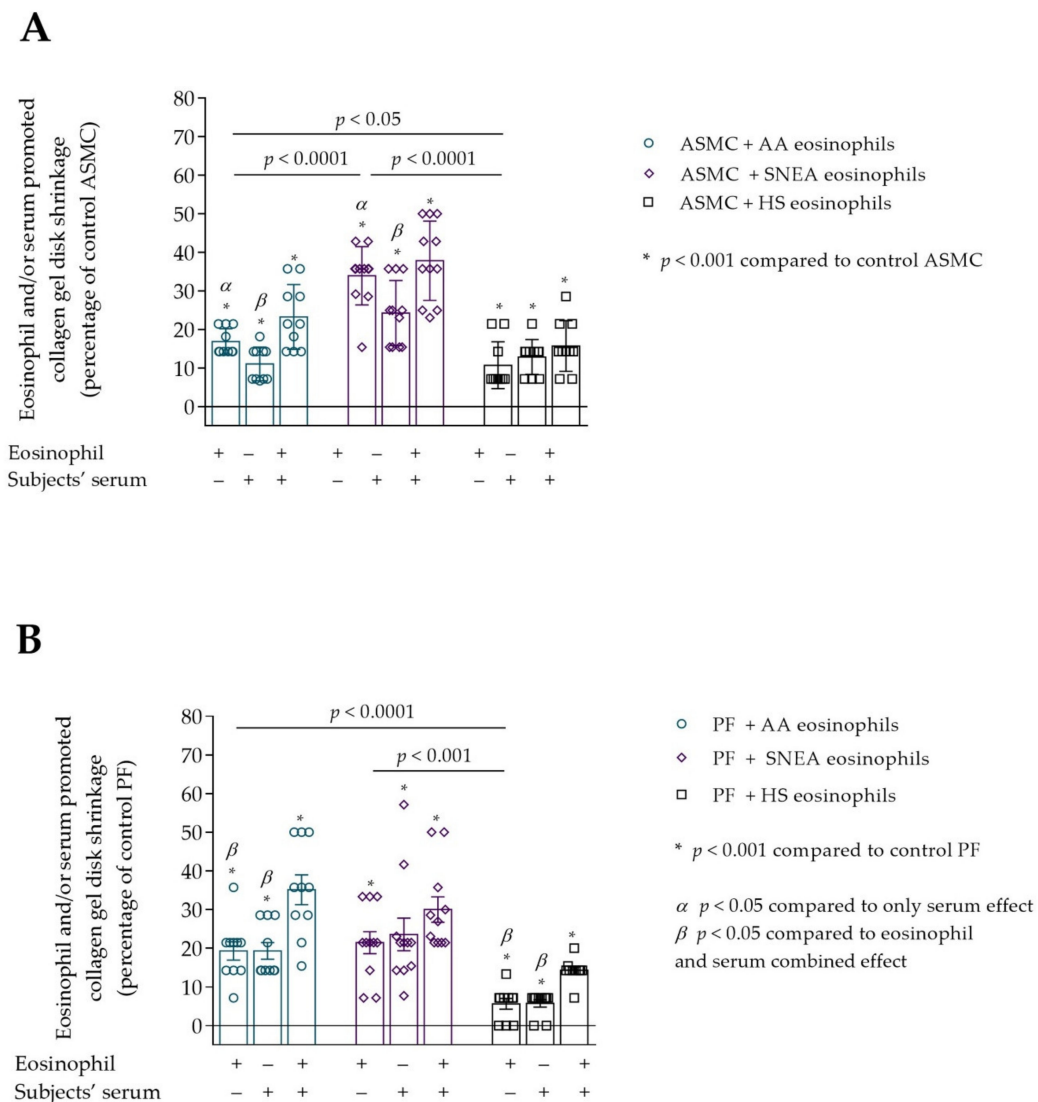 A
Eosinophil and/or serum promoted
collagen gel disk shrinkage
(percentage of control ASMC)
80
70
60
50
40
30
20
10
0
p < 0.05
p < 0.0001 p < 0.0001
α
*
β
*
*
α
*
β
*
*
*
*
*
ASMC + AA eosinophils
ASMC + SNEA eosinophils
ASMC + HS eosinophils
* p < 0.001 compared to control ASMC
Eosinophil + – + + – + + – +
Subjects' serum – + + – + + – + +
B
Eosinophil and/or serum promoted
collagen gel disk shrinkage
(percentage of control PF)
80
70
60
50
40
30
20
10
0
p < 0.0001
p < 0.001
β
*
β
*
*
*
*
*
β
*
β
*
*
PF + AA eosinophils
PF + SNEA eosinophils
PF + HS eosinophils
* p < 0.001 compared to control PF
α p < 0.05 compared to only serum effect
β p < 0.05 compared to eosinophil
and serum combined effect
Eosinophil + – + + – + + – +
Subjects' serum – + + – + + – + +